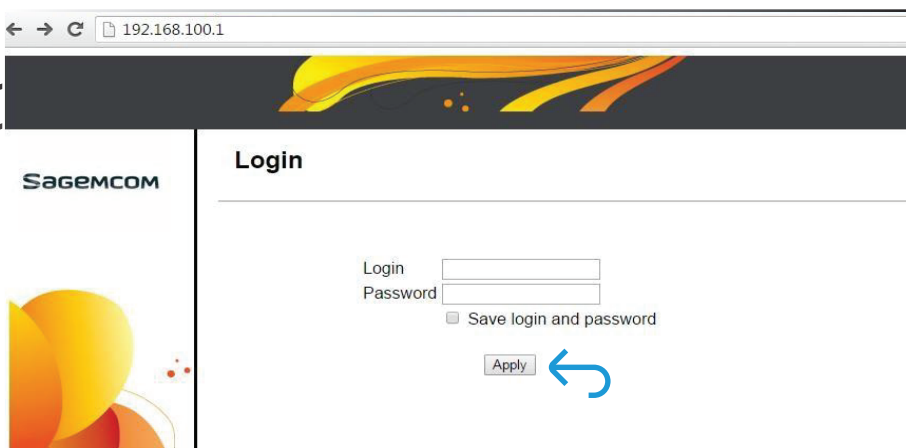 192.168.100.1
Login
Sagemcom
Login
Password
Save login and password
Apply